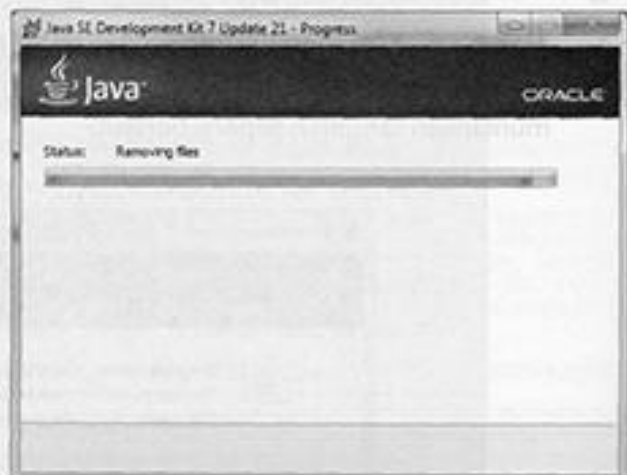 Java SE Development Kit 7 Update 21 - Progress
Java
ORACLE
Status: Removing files